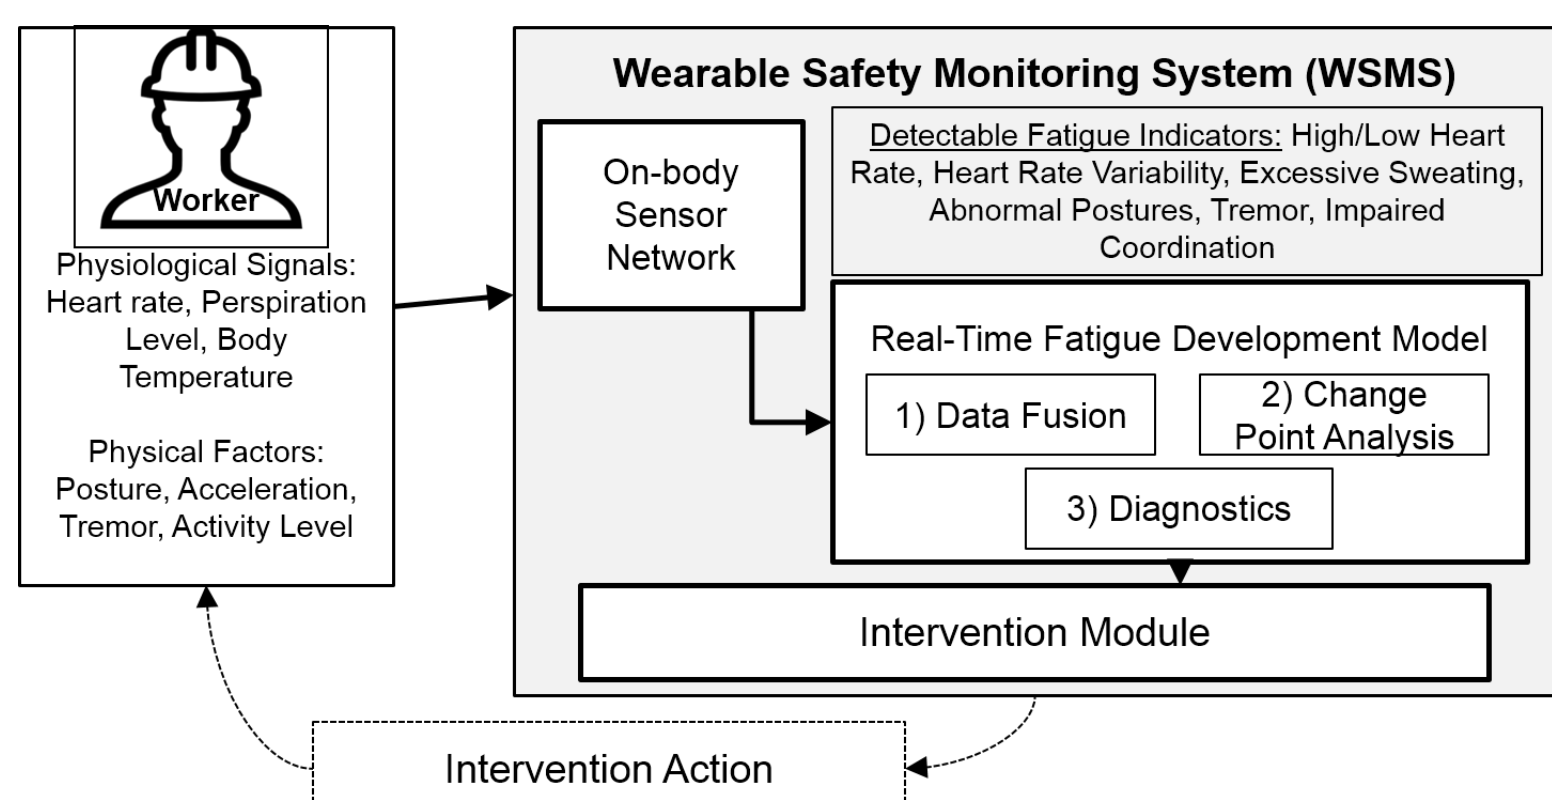 Worker
Physiological Signals:
Heart rate, Perspiration
Level, Body
Temperature
Physical Factors:
Posture, Acceleration,
Tremor, Activity Level
Wearable Safety Monitoring System (WSMS)
On-body
Sensor
Network
Detectable Fatigue Indicators: High/Low Heart
Rate, Heart Rate Variability, Excessive Sweating,
Abnormal Postures, Tremor, Impaired
Coordination
Real-Time Fatigue Development Model
1) Data Fusion
2) Change
Point Analysis
3) Diagnostics
Intervention Module
Intervention Action